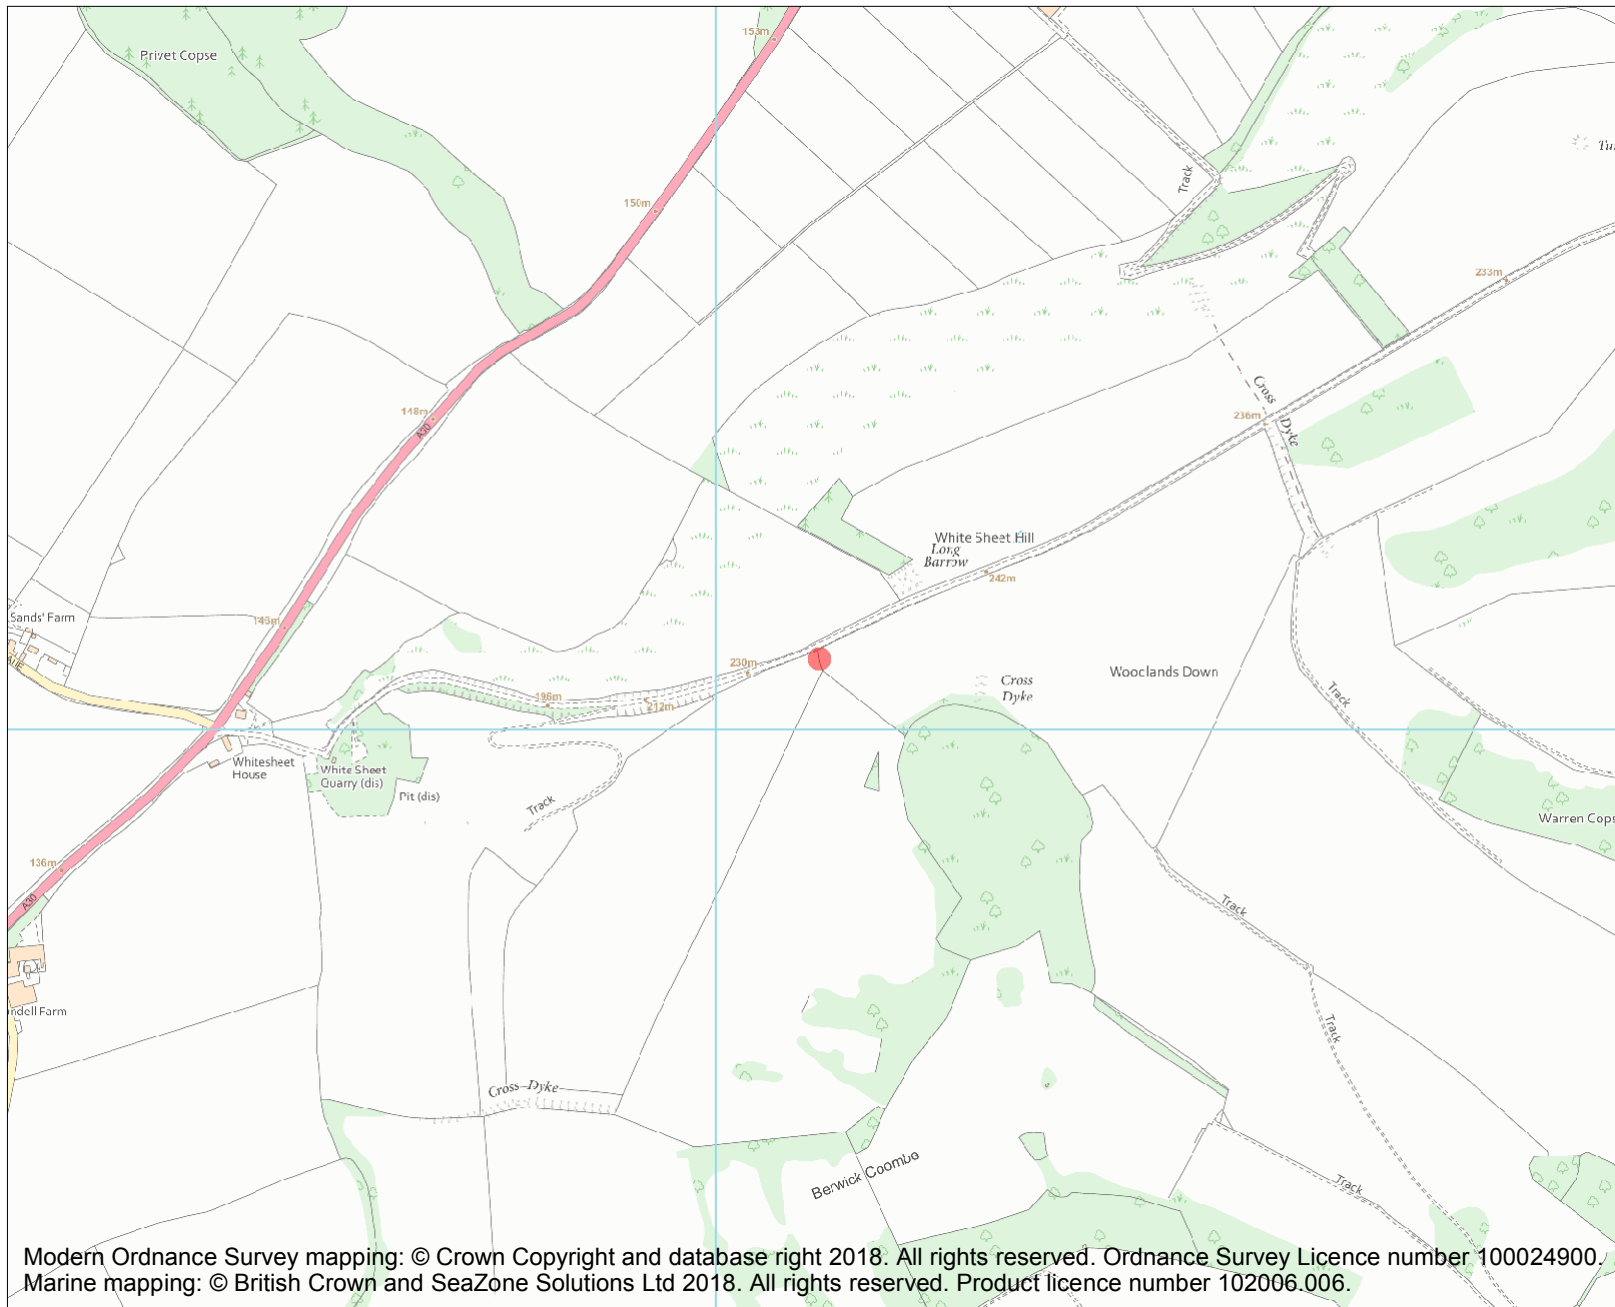 153m
Privet Copse
Tu
Track
150m
233m
Cross
Dyke
148m
A30
236m
White Sheet Hill
Long
Barrow
242m
Sands' Farm
146m
230m
Cross
Dyke
Wooclands Down
Track
196m
212m
Whitesheet
House
White Sheet
Quarry (dis)
Pit (dis)
Track
Warren Cops
136m
A30
Track
ndell Farm
Track
Cross Dyke
Berwick Coombe
Track
Modern Ordnance Survey mapping: © Crown Copyright and database right 2018. All rights reserved. Ordnance Survey Licence number 100024900.
Marine mapping: © British Crown and SeaZone Solutions Ltd 2018. All rights reserved. Product licence number 102006.006.